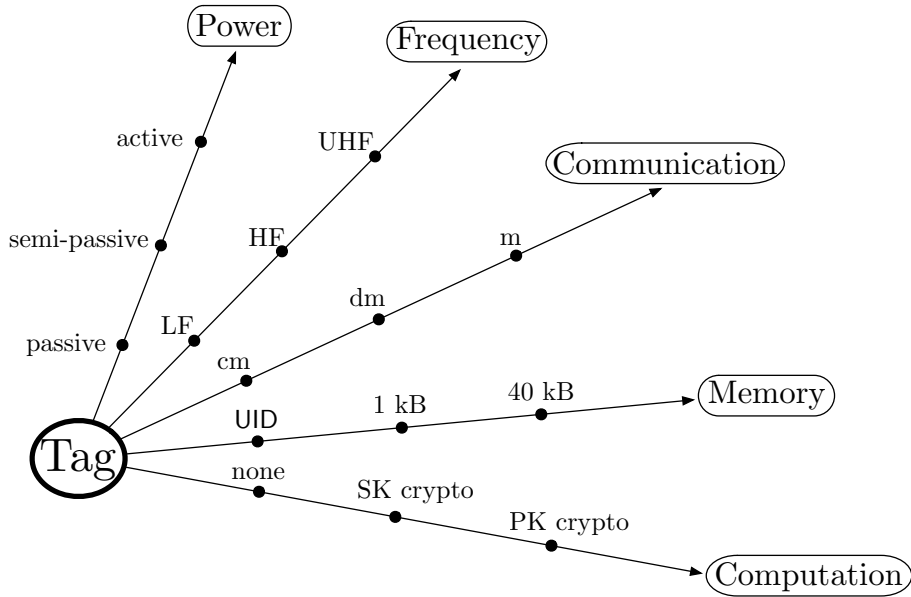 Power
Frequency
active
UHF
Communication
semi-passive
HF
m
passive
LF
dm
cm
Memory
UID
1 kB
40 kB
Tag
none
SK crypto
PK crypto
Computation